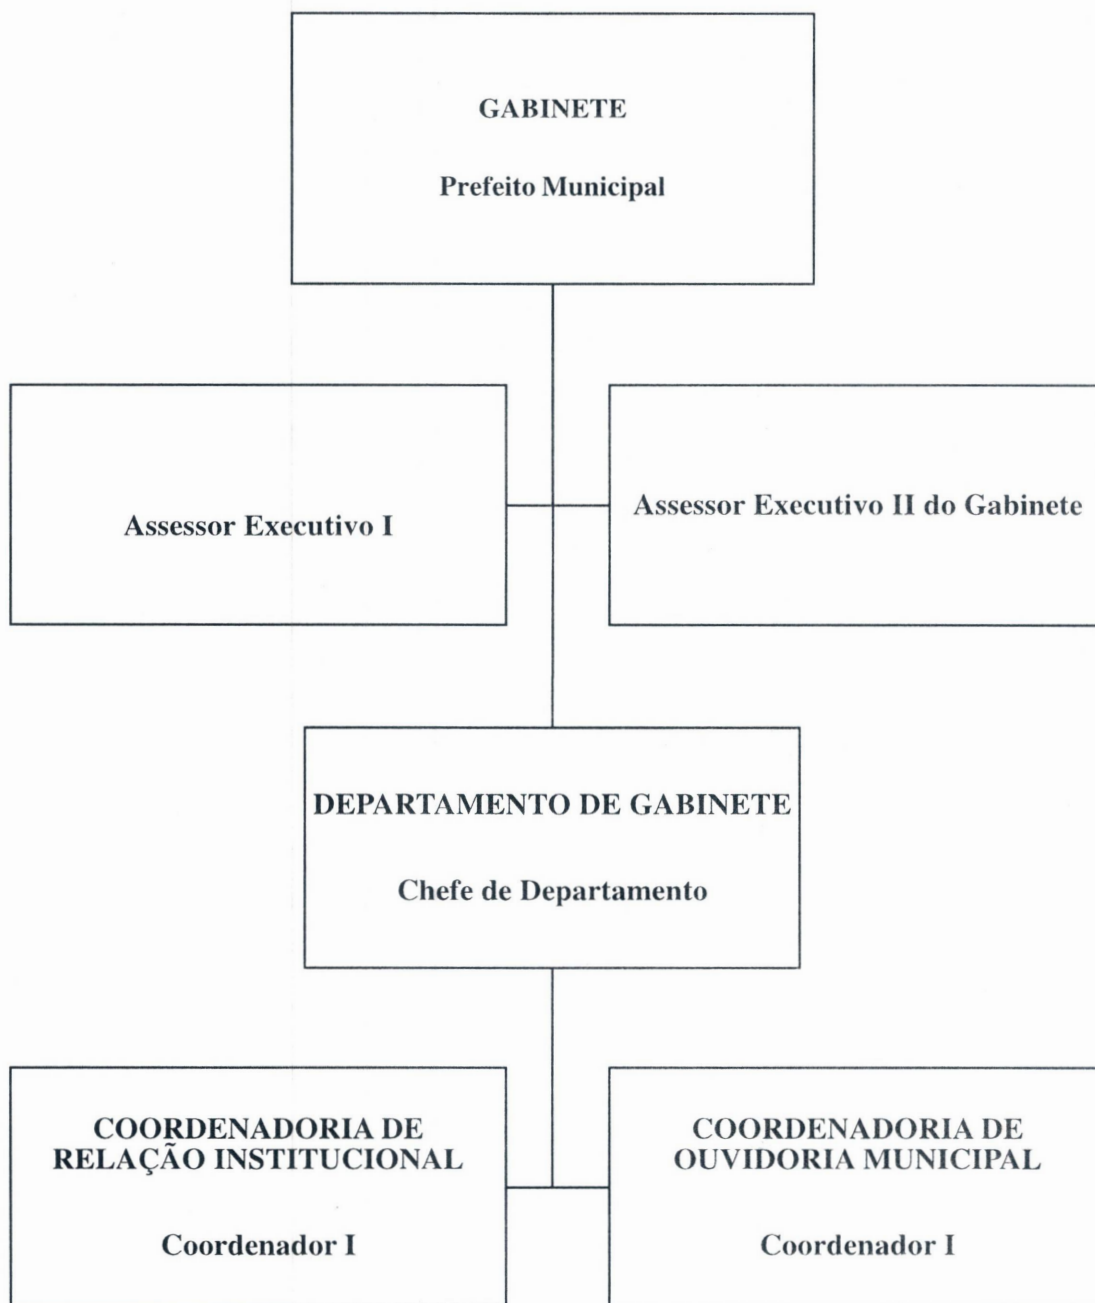 GABINETE
Prefeito Municipal
Assessor Executivo I
Assessor Executivo II do Gabinete
DEPARTAMENTO DE GABINETE
Chefe de Departamento
COORDENADORIA DE
RELAÇÃO INSTITUCIONAL
Coordenador I
COORDENADORIA DE
OUVIDORIA MUNICIPAL
Coordenador I